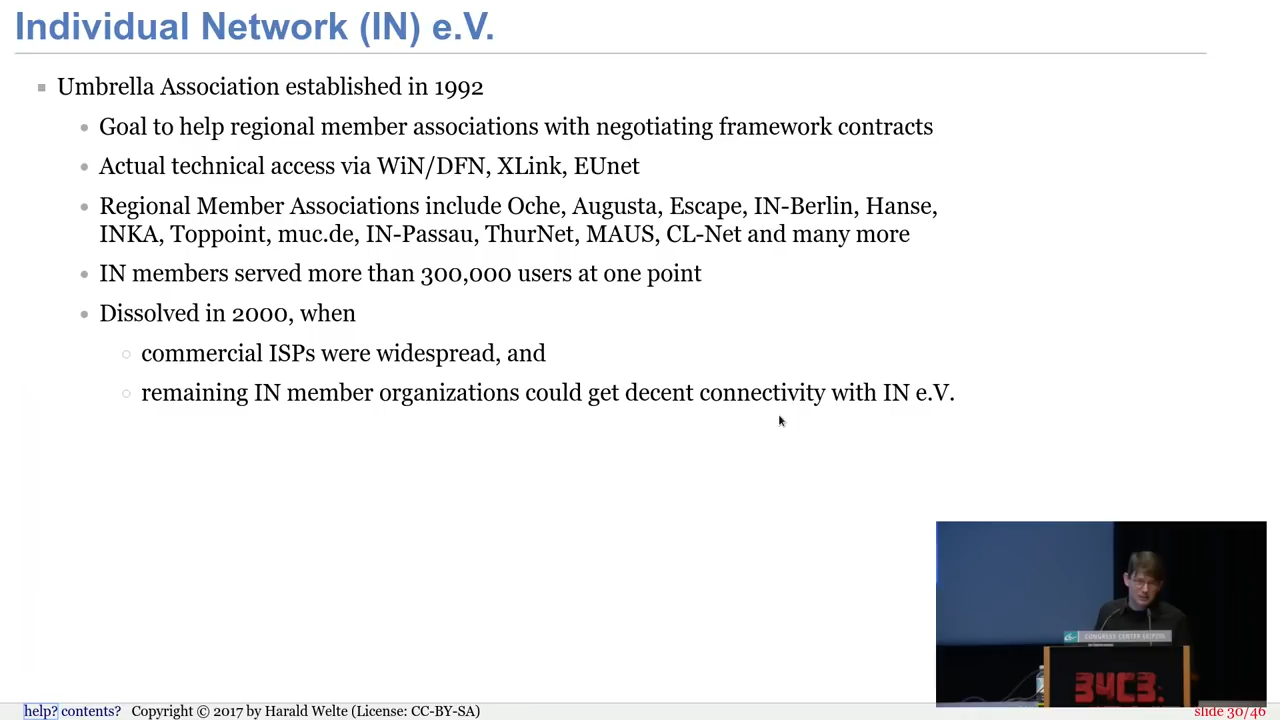 Individual Network (IN) e.V.
Umbrella Association established in 1992
Goal to help regional member associations with negotiating framework contracts
Actual technical access via WiN/DFN, XLink, EUnet
Regional Member Associations include Oche, Augusta, Escape, IN-Berlin, Hanse,
INKA, Toppoint, muc.de, IN-Passau, ThurNet, MAUS, CL-Net and many more
IN members served more than 300,000 users at one point
Dissolved in 2000, when
commercial ISPs were widespread, and
remaining IN member organizations could get decent connectivity with IN e.V.
CONGRESS CENTER
34C3.
help? contents? Copyright © 2017 by Harald Welte (License: CC-BY-SA)
slide 30/46